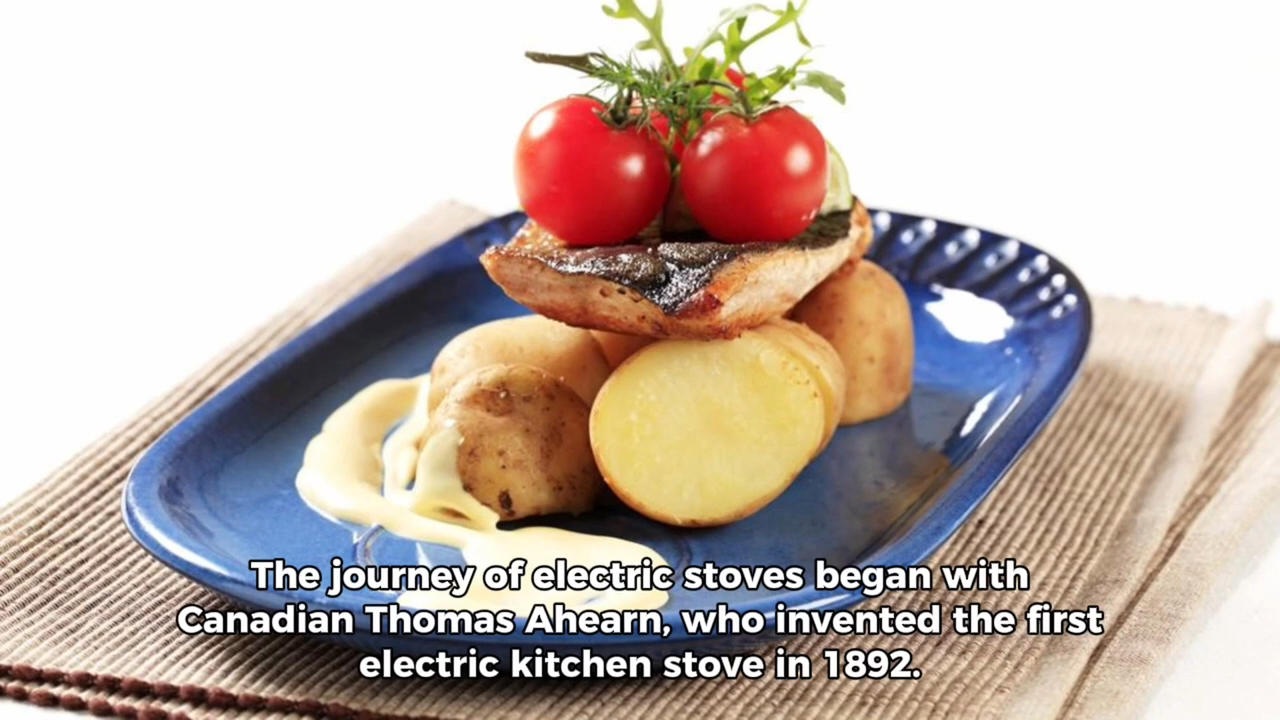 The journey of electric stoves began with
Canadian Thomas Ahearn, who invented the first
electric kitchen stove in 1892.